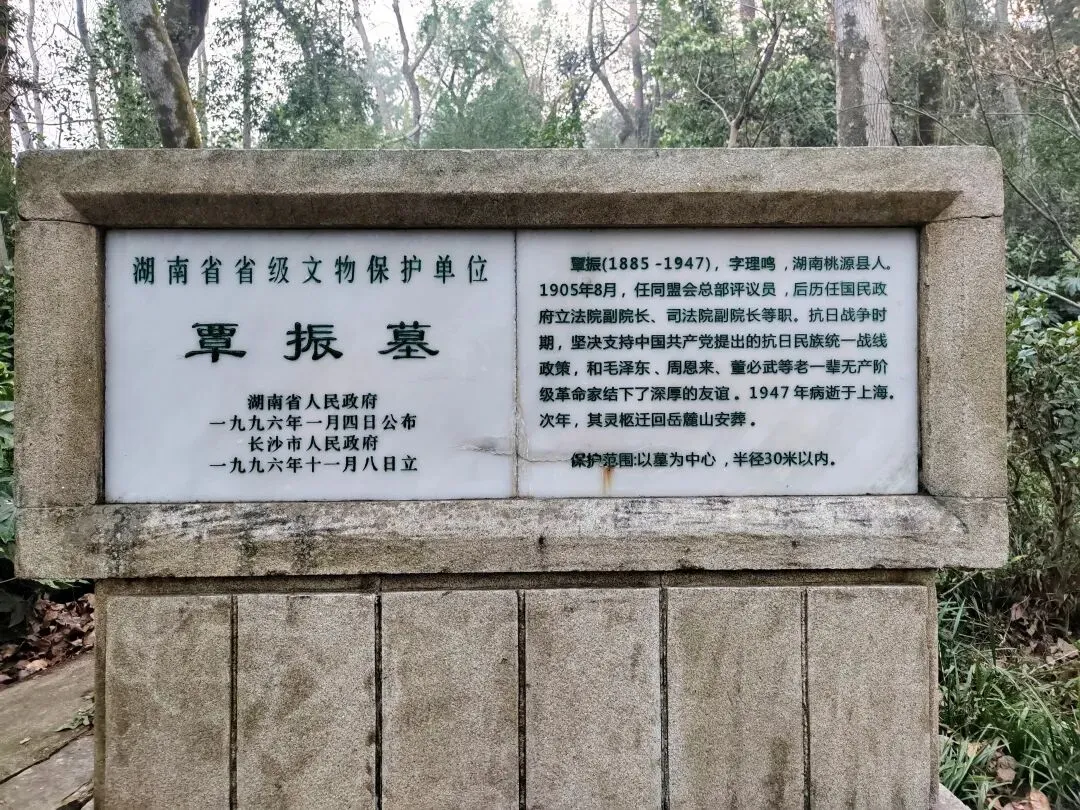 湖南省省级文物保护单位
覃振墓
湖南省人民政府
一九九六年一月四日公布
长沙市人民政府
一九九六年十一月八日立
覃振(1885-1947)，字理鸣，湖南桃源县人。
1905年8月，任同盟会总部评议员，后历任国民政
府立法院副院长、司法院副院长等职。抗日战争时
期，坚决支持中国共产党提出的抗日民族统一战线
政策，和毛泽东、周恩来、董必武等老一辈无产阶
级革命家结下了深厚的友谊。1947年病逝于上海。
次年，其灵柩迁回岳麓山安葬。
保护范围:以墓为中心，半径30米以内。